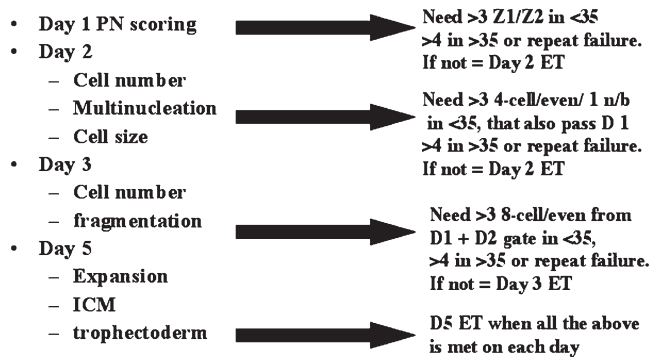 • Day 1 PN scoring
• Day 2
– Cell number
– Multinucleation
– Cell size
• Day 3
– Cell number
– fragmentation
• Day 5
– Expansion
– ICM
– trophectoderm
Need >3 Z1/Z2 in <35
>4 in >35 or repeat failure.
If not = Day 2 ET
Need >3 4-cell/even/ 1 n/b
in <35, that also pass D 1
>4 in >35 or repeat failure.
If not = Day 2 ET
Need >3 8-cell/even from
D1 + D2 gate in <35,
>4 in >35 or repeat failure.
If not = Day 3 ET
D5 ET when all the above
is met on each day